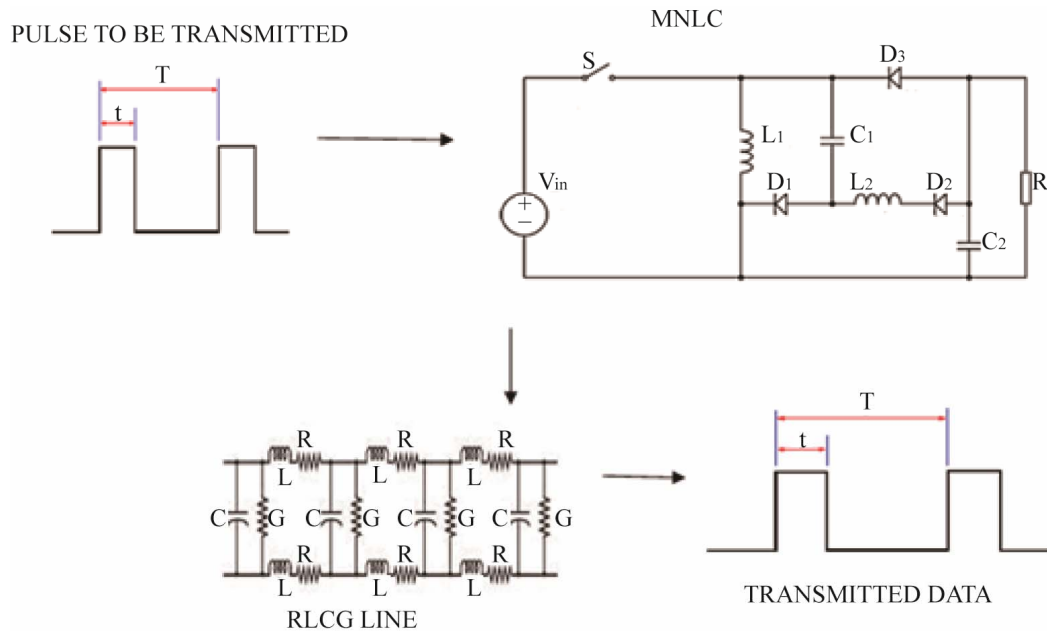 MNLC
PULSE TO BE TRANSMITTED
T
t
S
D3
L1
C1
Vin
D1
L2
D2
R
C2
+
−
T
t
R
R
R
L
L
L
C
G
C
G
C
G
C
G
R
R
R
L
L
L
RLCG LINE
TRANSMITTED DATA